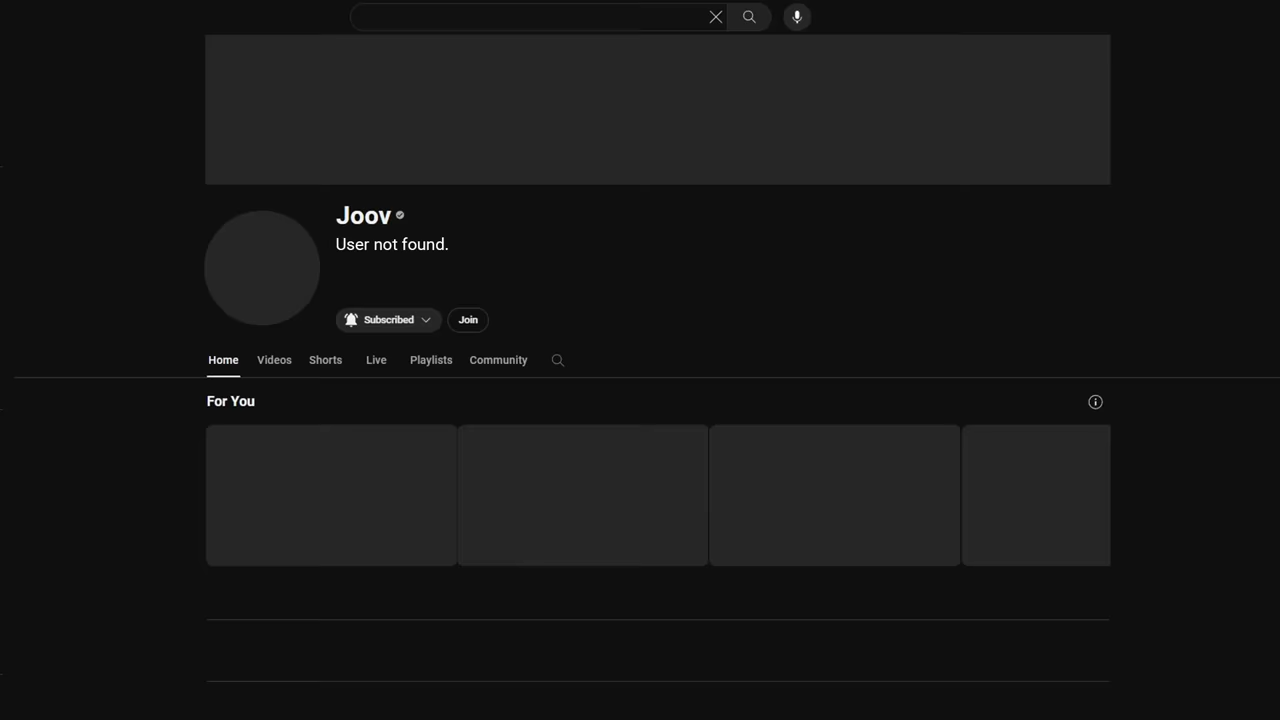 Joov
User not found.
Subscribed
Join
Home
Videos
Shorts
Live
Playlists
Community
For You